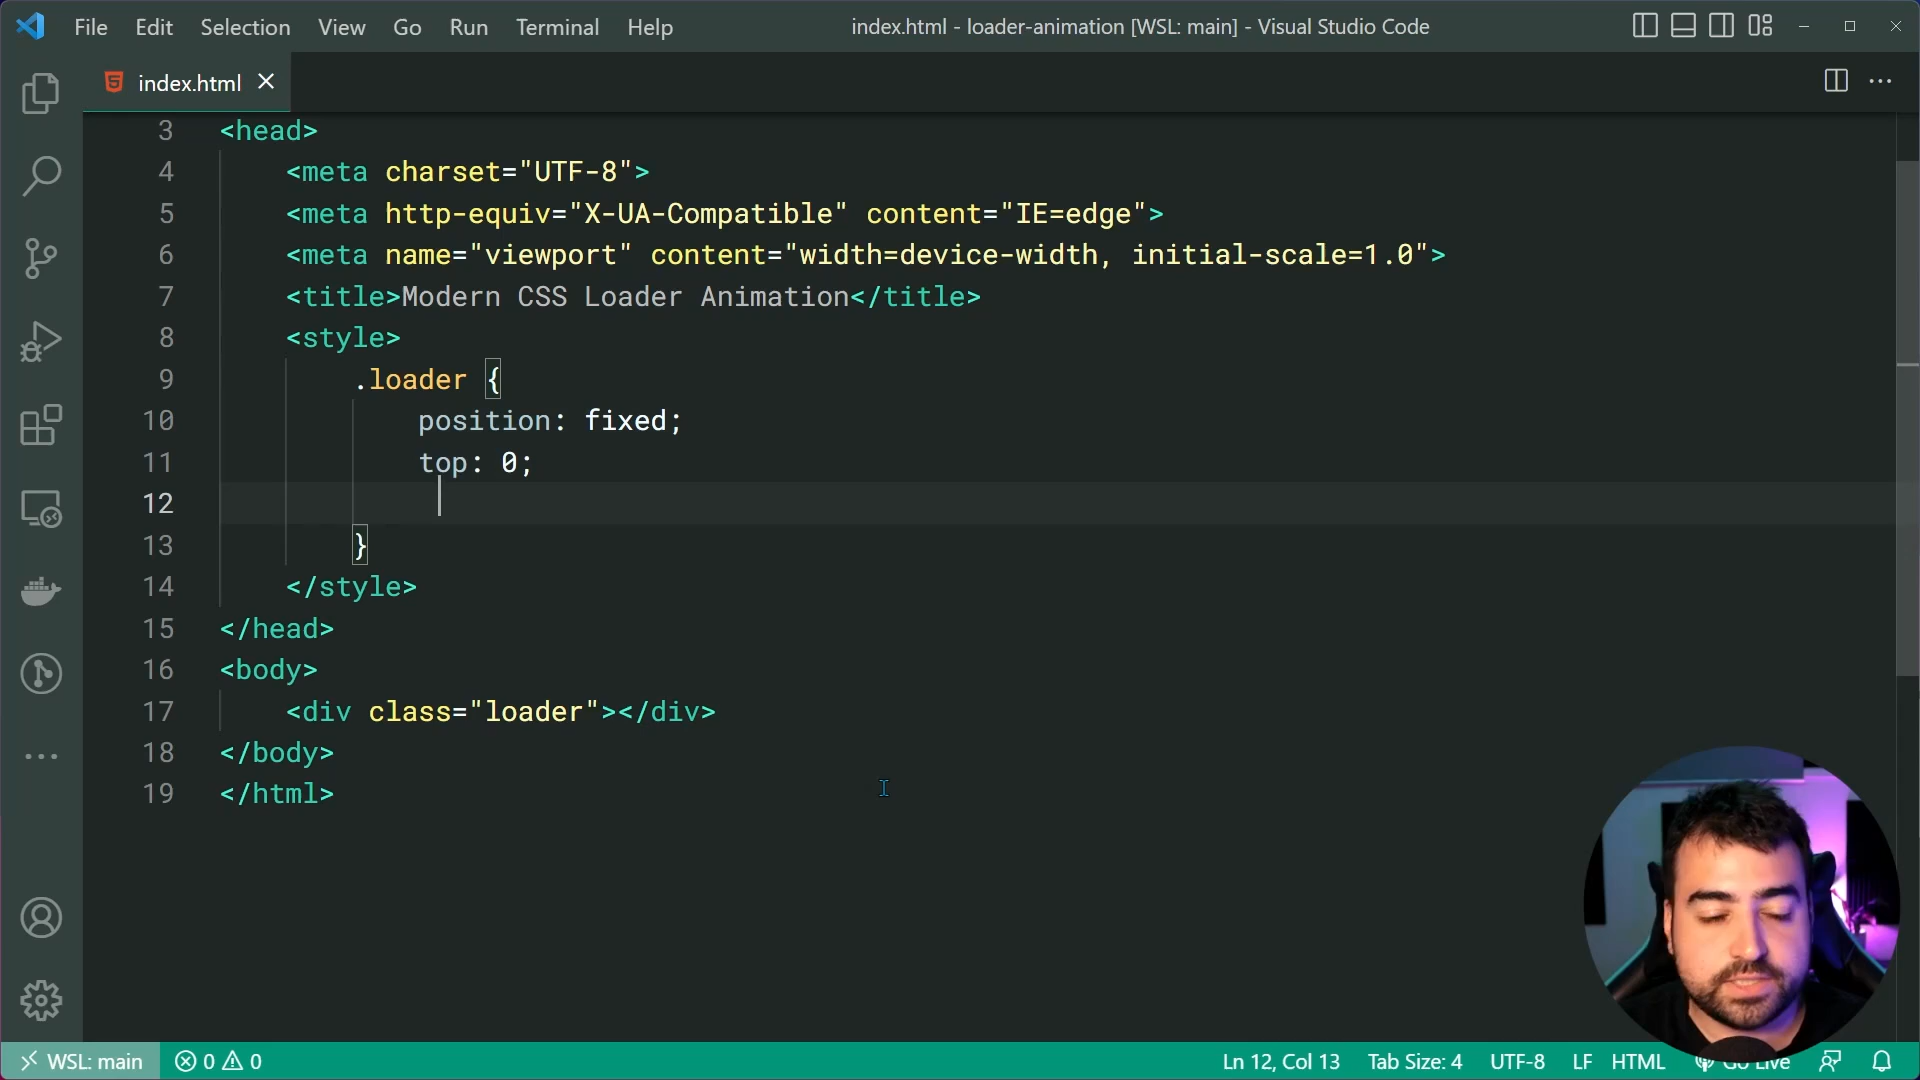 File Edit Selection View Go Run Terminal Help
index.html - loader-animation [WSL: main] - Visual Studio Code
index.html
3 <head>
4 <meta charset="UTF-8">
5 <meta http-equiv="X-UA-Compatible" content="IE=edge">
6 <meta name="viewport" content="width=device-width, initial-scale=1.0">
7 <title>Modern CSS Loader Animation</title>
8 <style>
9 .loader {
10 position: fixed;
11 top: 0;
12
13 }
14 </style>
15 </head>
16 <body>
17 <div class="loader"></div>
18 </body>
19 </html>
WSL: main 0 0 Ln 12, Col 13 Tab Size: 4 UTF-8 LF HTML Go Live